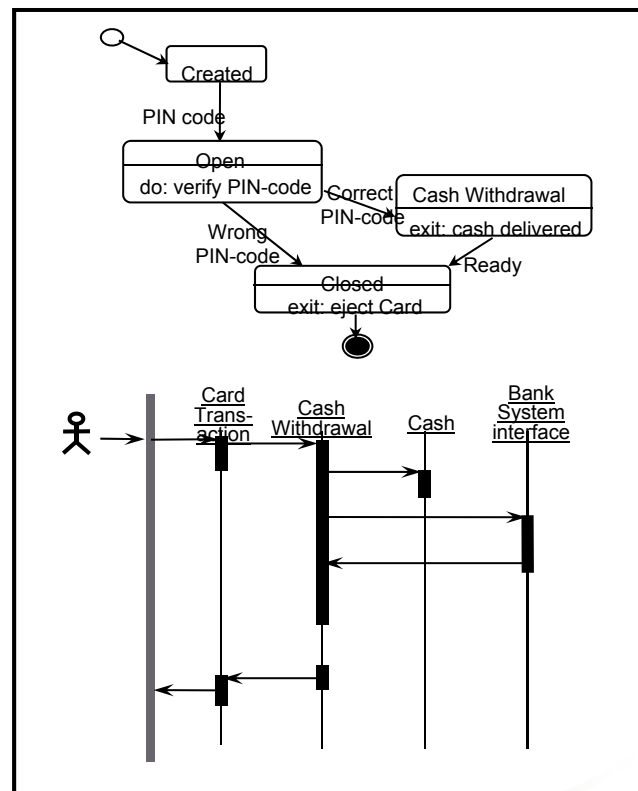 Created
PIN code
Open
do: verify PIN-code
Correct
PIN-code
Cash Withdrawal
exit: cash delivered
Wrong
PIN-code
Ready
Closed
exit: eject Card
Card
Trans-
action
Cash
Withdrawal
Cash
Bank
System
interface